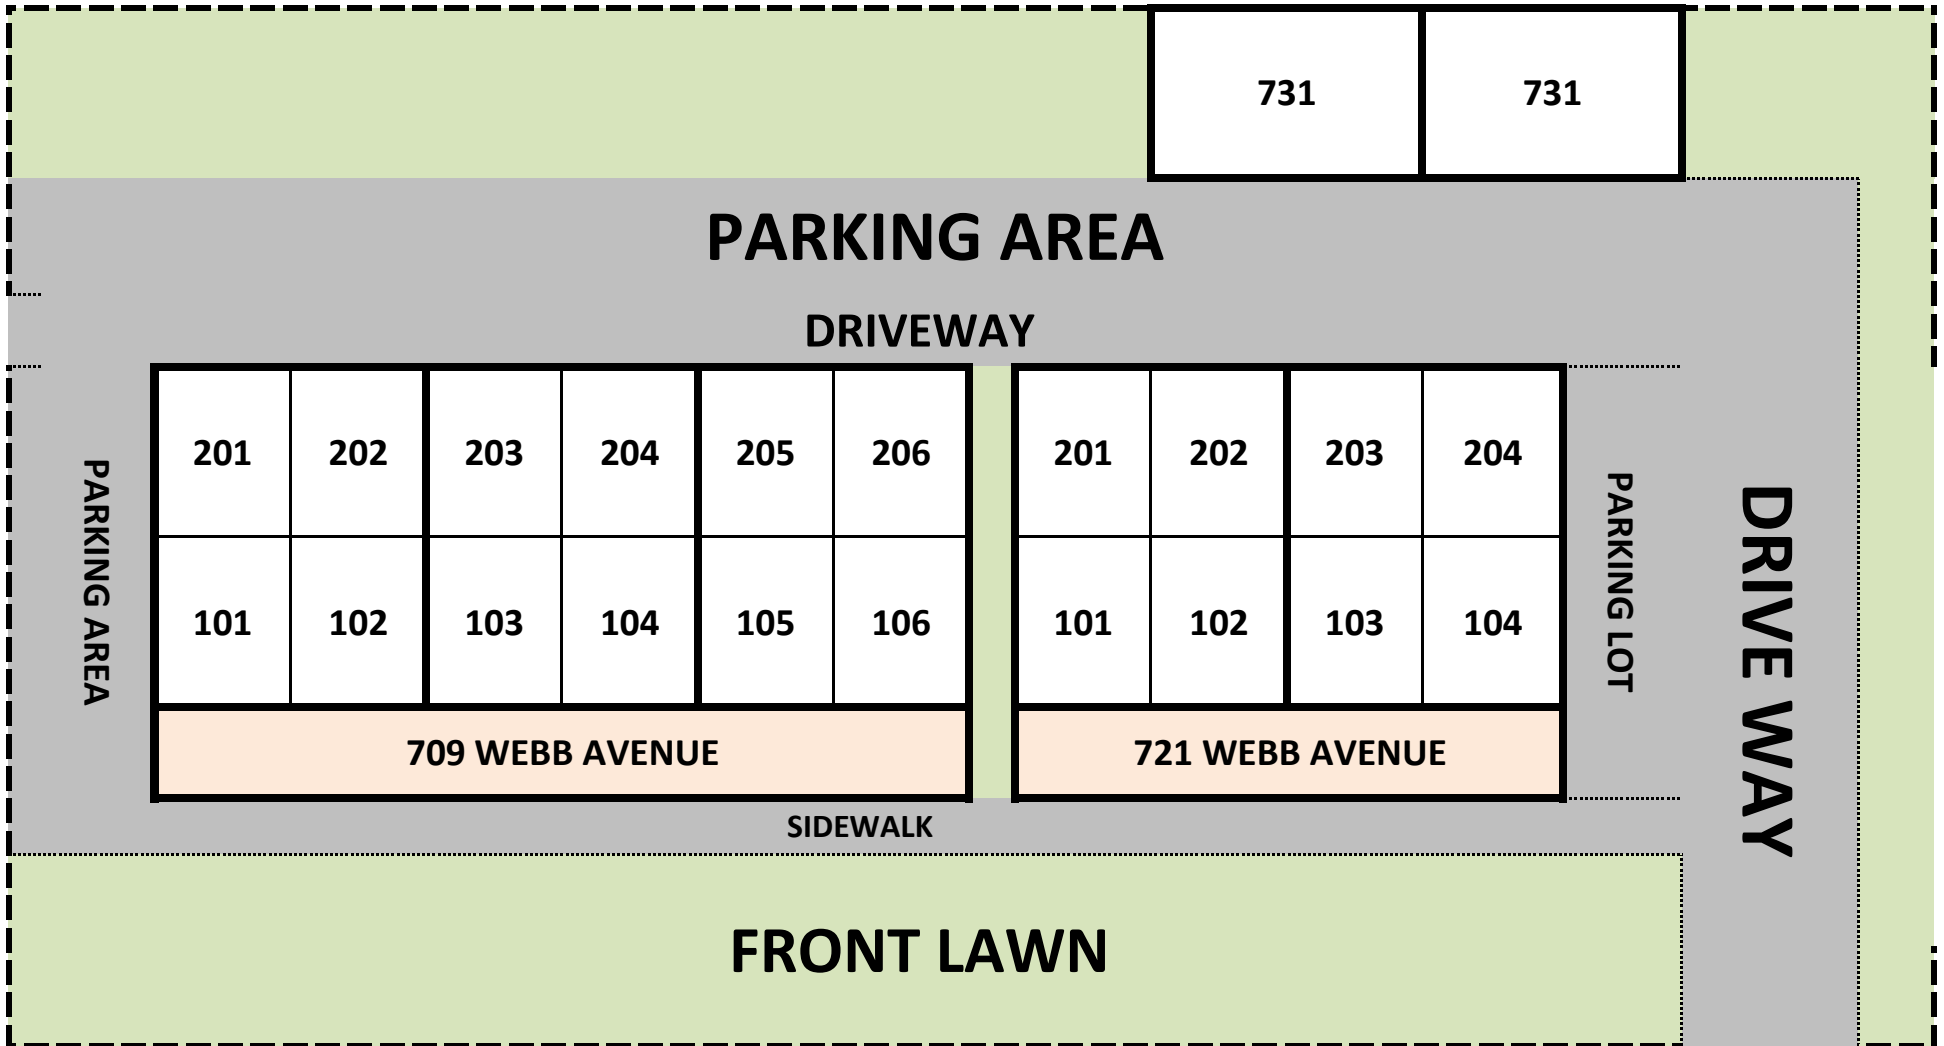 731 731
PARKING AREA
DRIVEWAY
201 202 203 204 205 206 201 202 203 204
101 102 103 104 105 106 101 102 103 104
PARKING AREA
PARKING LOT
DRIVE WAY
709 WEBB AVENUE 721 WEBB AVENUE
SIDEWALK
FRONT LAWN